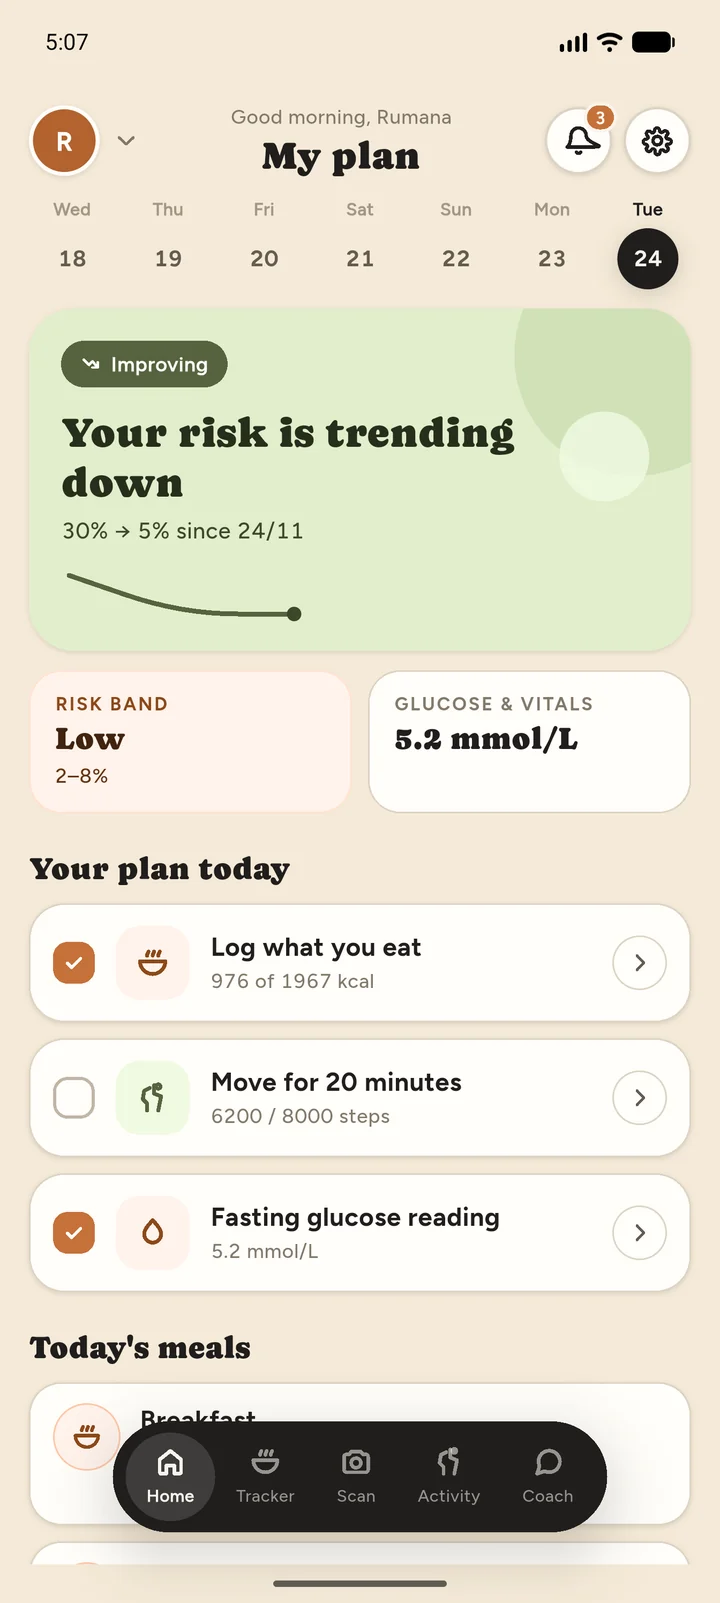 5:07
R
Good morning, Rumana
My plan
3
Wed Thu Fri Sat Sun Mon Tue
18 19 20 21 22 23 24
Improving
Your risk is trending
down
30% → 5% since 24/11
RISK BAND
Low
2–8%
GLUCOSE & VITALS
5.2 mmol/L
Your plan today
Log what you eat
976 of 1967 kcal
Move for 20 minutes
6200 / 8000 steps
Fasting glucose reading
5.2 mmol/L
Today's meals
Breakfast
Home Tracker Scan Activity Coach